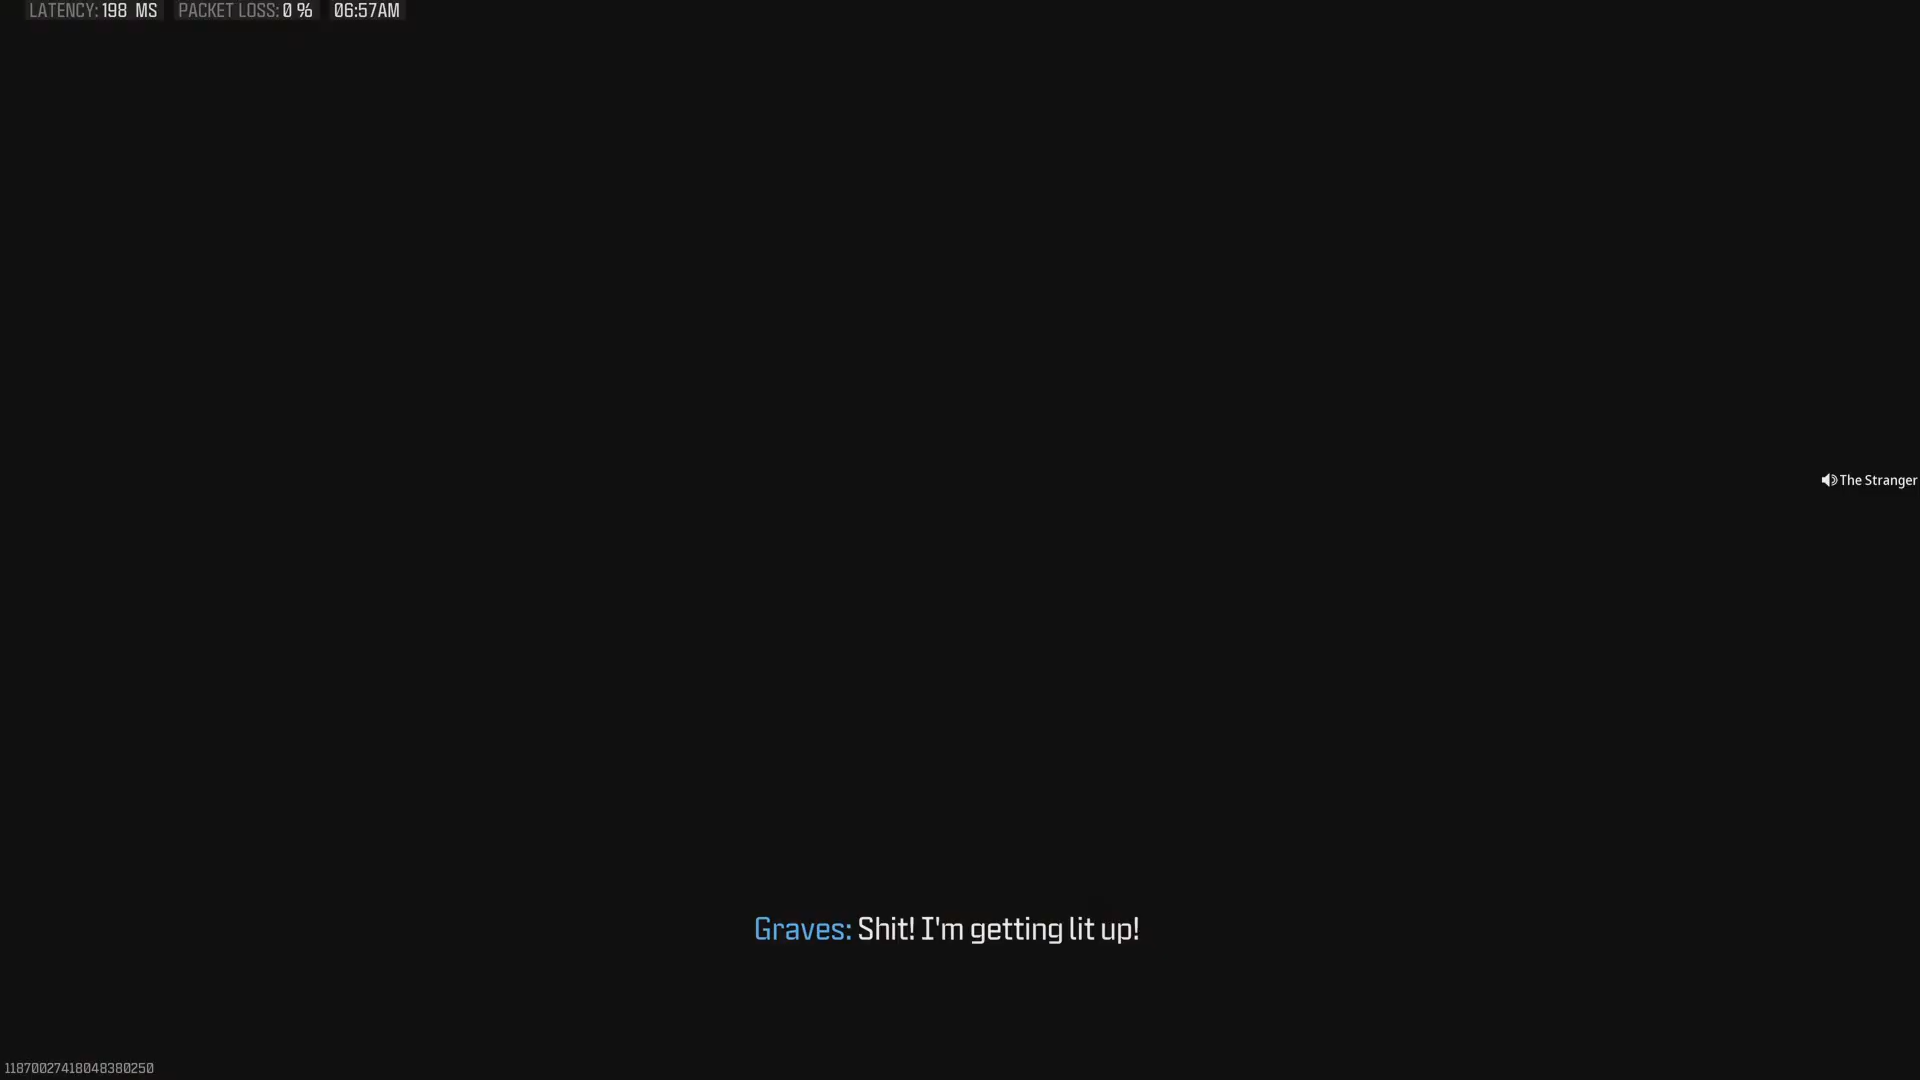 LATENCY: 198 MS PACKET LOSS: 0 % 06:57AM
The Stranger
Graves: Shit! I'm getting lit up!
11870027418048380250